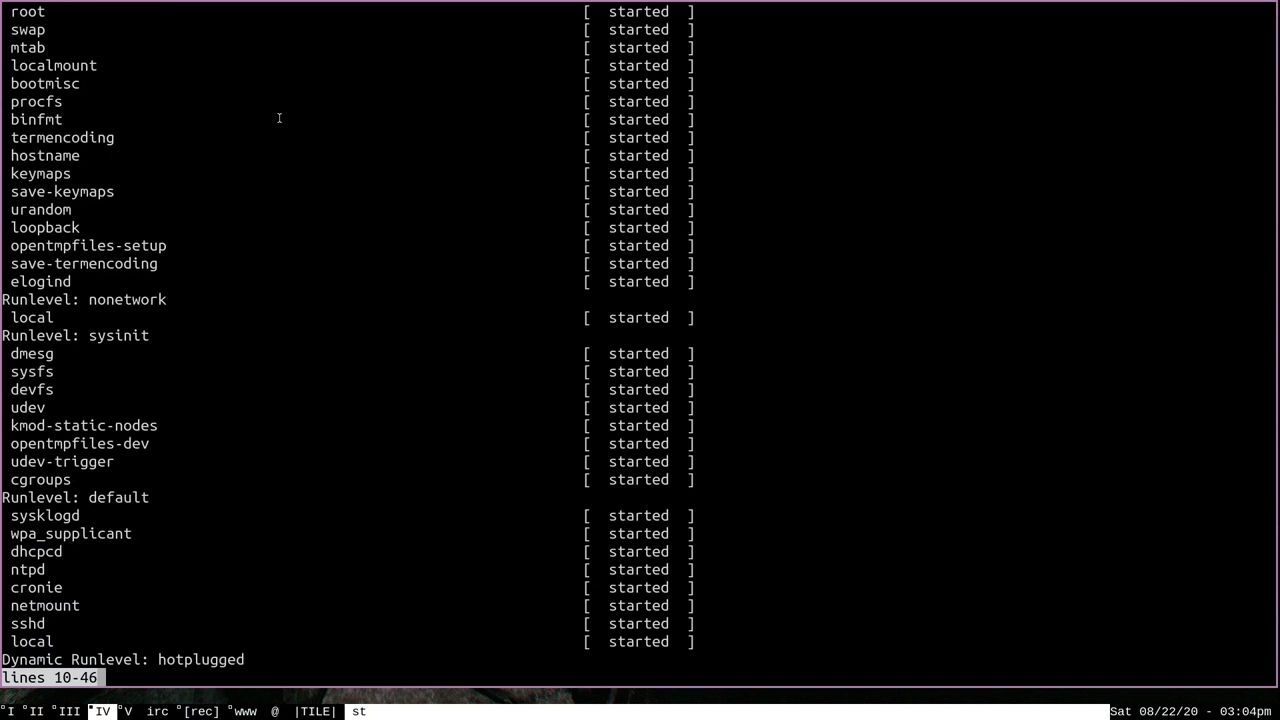 root [ started ]
swap [ started ]
mtab [ started ]
localmount [ started ]
bootmisc [ started ]
procfs [ started ]
binfmt [ started ]
termencoding [ started ]
hostname [ started ]
keymaps [ started ]
save-keymaps [ started ]
urandom [ started ]
loopback [ started ]
opentmpfiles-setup [ started ]
save-termencoding [ started ]
elogind [ started ]
Runlevel: nonetwork
local [ started ]
Runlevel: sysinit
dmesg [ started ]
sysfs [ started ]
devfs [ started ]
udev [ started ]
kmod-static-nodes [ started ]
opentmpfiles-dev [ started ]
udev-trigger [ started ]
cgroups [ started ]
Runlevel: default
sysklogd [ started ]
wpa_supplicant [ started ]
dhcpcd [ started ]
ntpd [ started ]
cronie [ started ]
netmount [ started ]
sshd [ started ]
local [ started ]
Dynamic Runlevel: hotplugged
lines 10-46
°I °II °III °IV °V irc °[rec] °www @ |TILE| st Sat 08/22/20 - 03:04pm